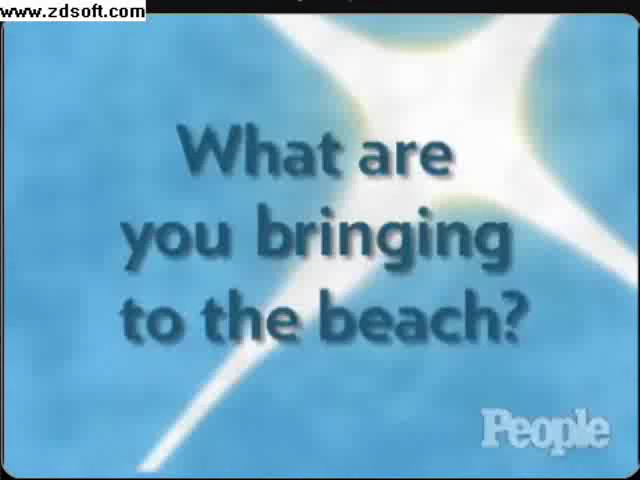 www.zdsoft.com
What are
you bringing
to the beach?
People